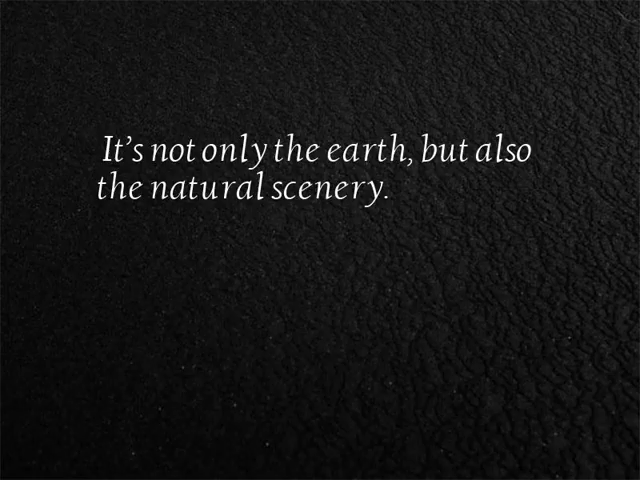 It’s not only the earth, but also
the natural scenery.